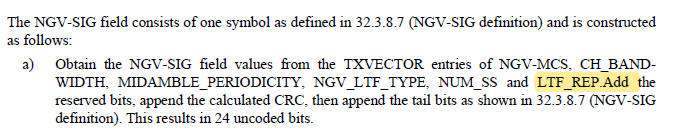 The NGV-SIG field consists of one symbol as defined in 32.3.8.7 (NGV-SIG definition) and is constructed
as follows:
a) Obtain the NGV-SIG field values from the TXVECTOR entries of NGV-MCS, CH_BAND-
WIDTH, MIDAMBLE_PERIODICITY, NGV_LTF_TYPE, NUM_SS and LTF_REP.Add the
reserved bits, append the calculated CRC, then append the tail bits as shown in 32.3.8.7 (NGV-SIG
definition). This results in 24 uncoded bits.